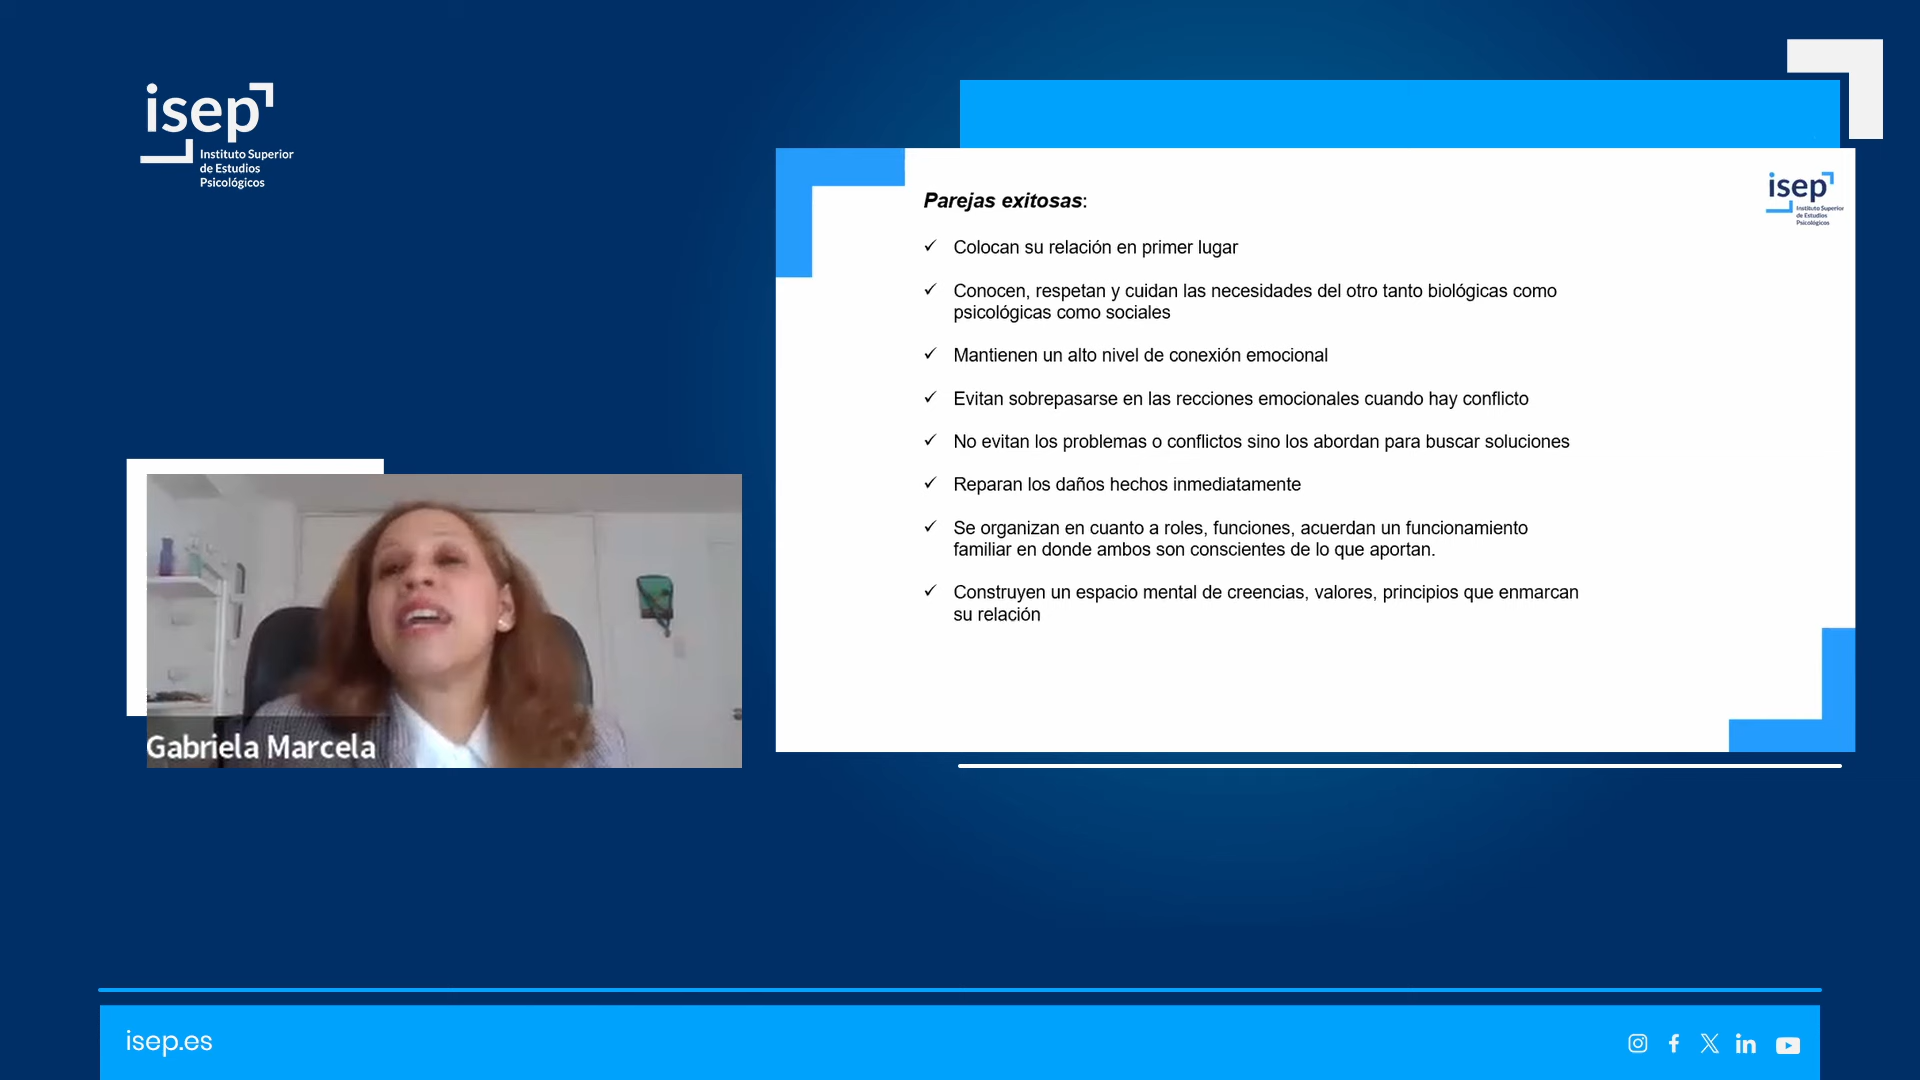 isep
Instituto Superior
de Estudios
Psicológicos
isep
Instituto Superior
de Estudios
Psicológicos
Parejas exitosas:
✓ Colocan su relación en primer lugar
✓ Conocen, respetan y cuidan las necesidades del otro tanto biológicas como
psicológicas como sociales
✓ Mantienen un alto nivel de conexión emocional
✓ Evitan sobrepasarse en las recciones emocionales cuando hay conflicto
✓ No evitan los problemas o conflictos sino los abordan para buscar soluciones
✓ Reparan los daños hechos inmediatamente
✓ Se organizan en cuanto a roles, funciones, acuerdan un funcionamiento
familiar en donde ambos son conscientes de lo que aportan.
✓ Construyen un espacio mental de creencias, valores, principios que enmarcan
su relación
Gabriela Marcela
isep.es